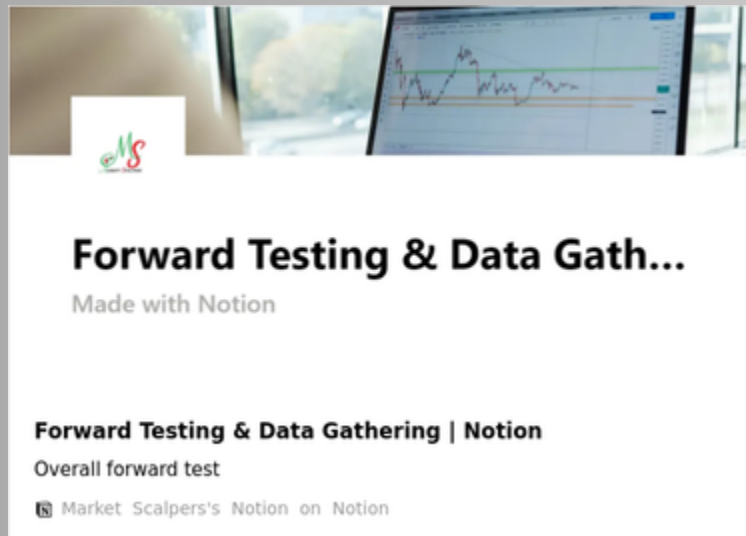 MS
Forward Testing & Data Gath...
Made with Notion
Forward Testing & Data Gathering | Notion
Overall forward test
Market Scalpers's Notion on Notion